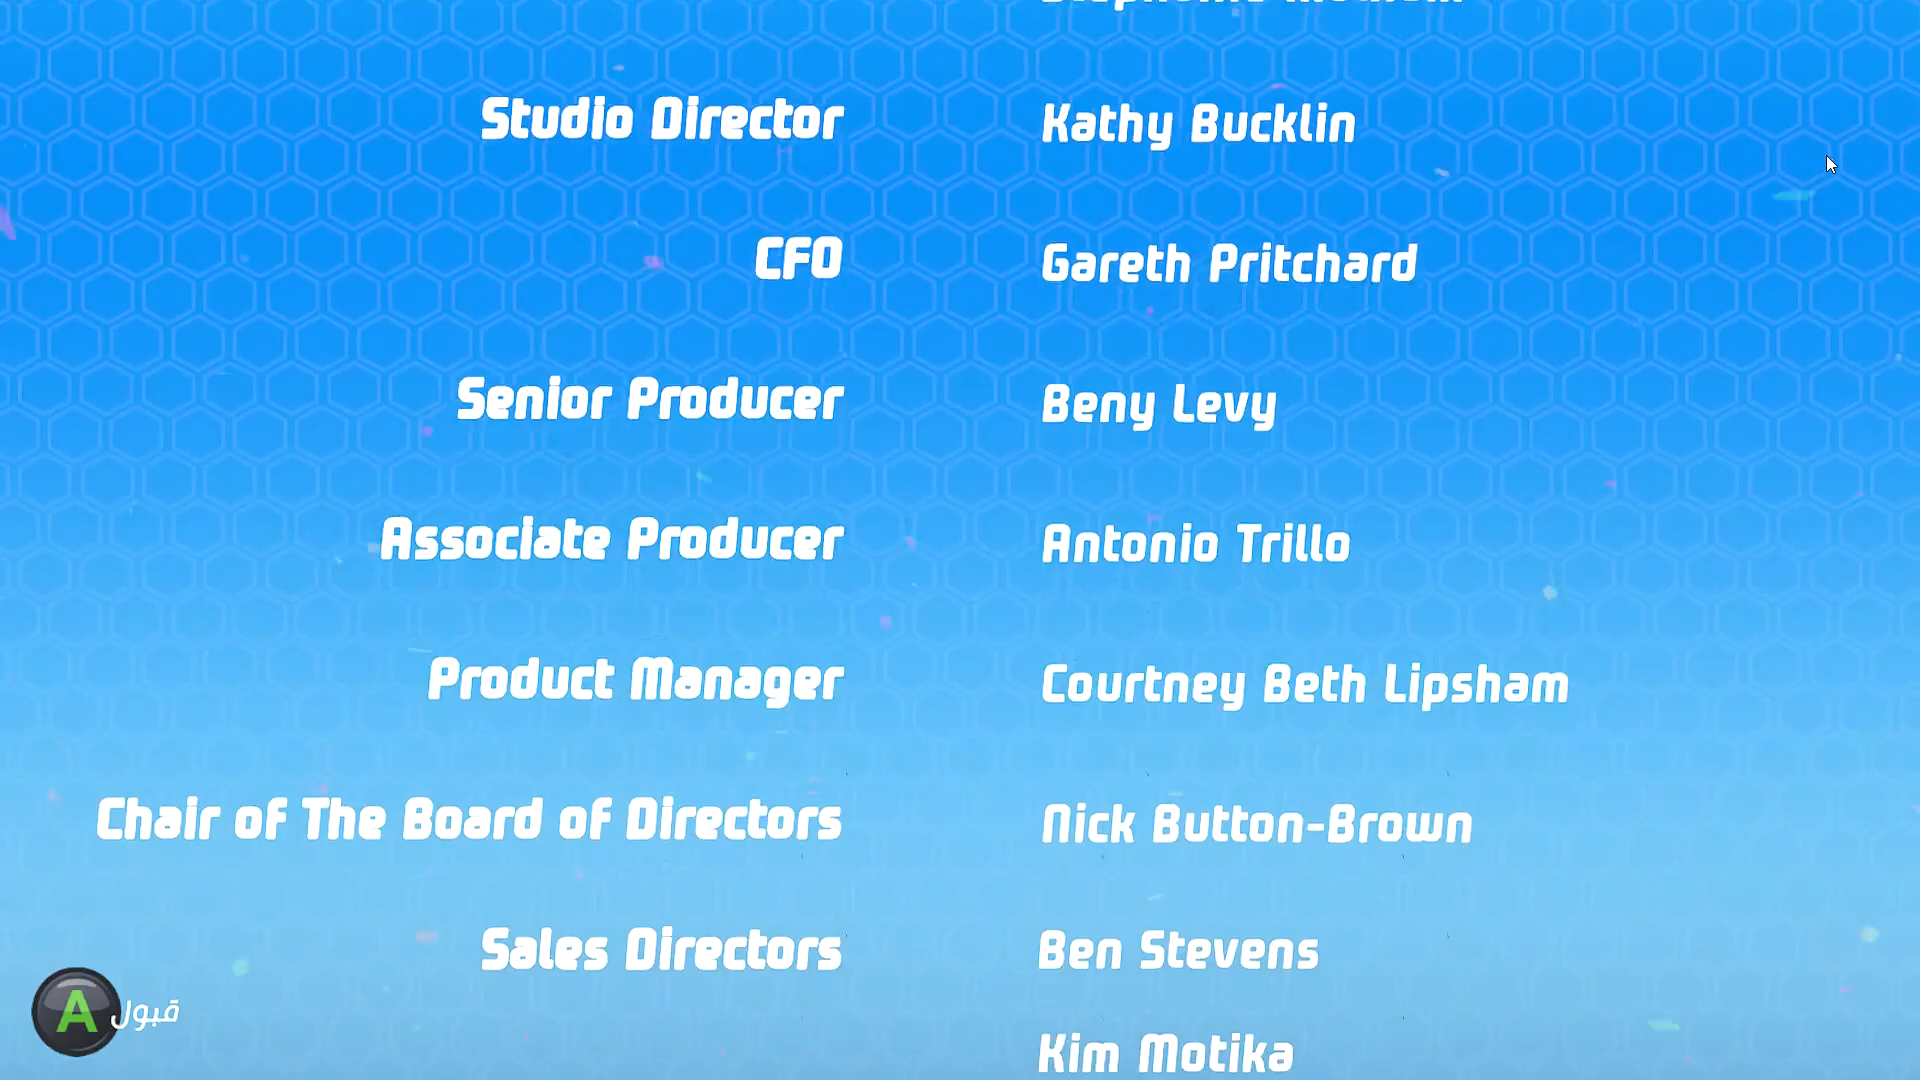 Studio Director Kathy Bucklin
CFO Gareth Pritchard
Senior Producer Beny Levy
Associate Producer Antonio Trillo
Product Manager Courtney Beth Lipsham
Chair of The Board of Directors Nick Button-Brown
Sales Directors Ben Stevens
A قبول
Kim Motika